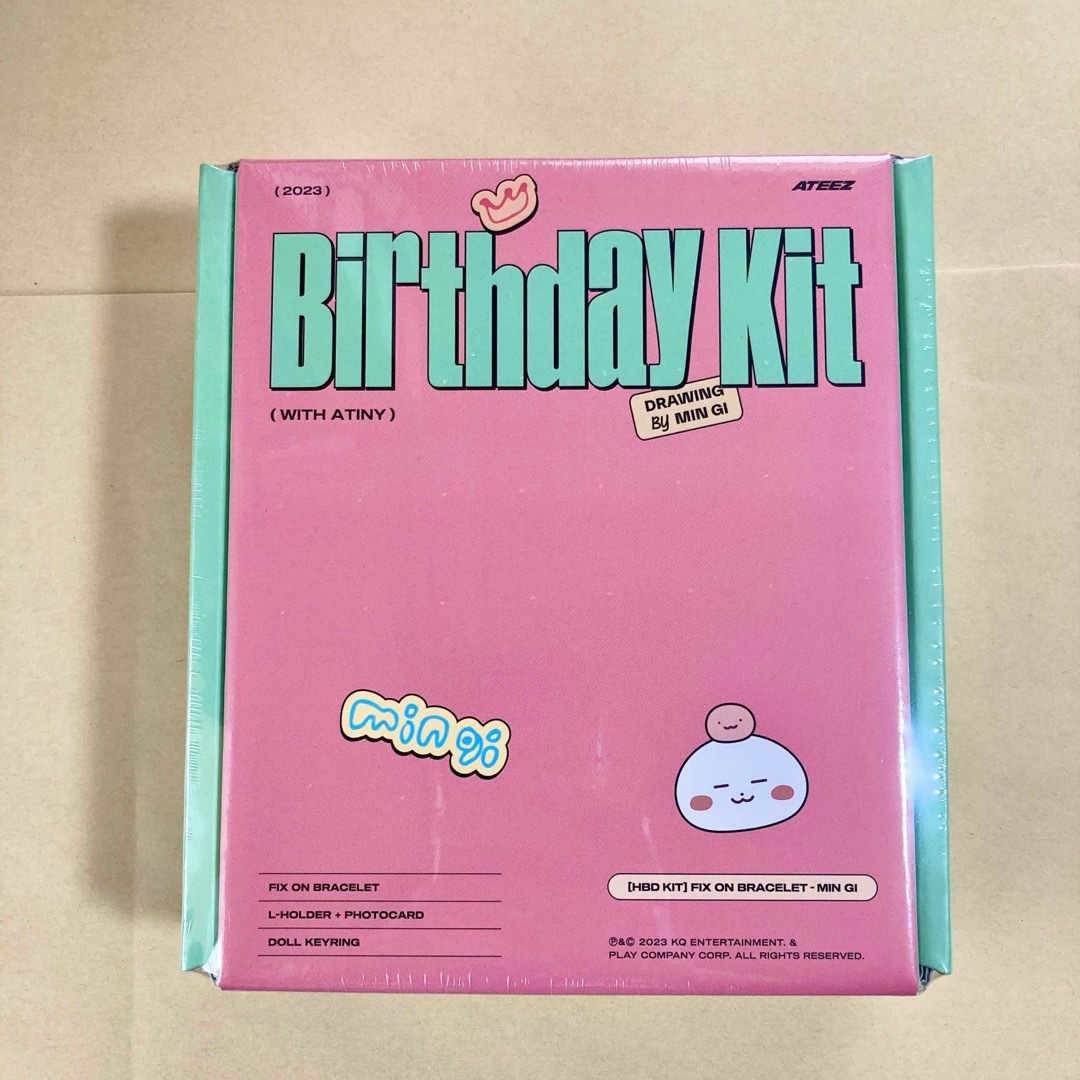 ( 2023 )
ATEEZ
Birthday Kit
( WITH ATINY )
DRAWING
BY MIN GI
min gi
FIX ON BRACELET
L-HOLDER + PHOTOCARD
DOLL KEYRING
[HBD KIT] FIX ON BRACELET - MIN GI
℗&© 2023 KQ ENTERTAINMENT. &
PLAY COMPANY CORP. ALL RIGHTS RESERVED.